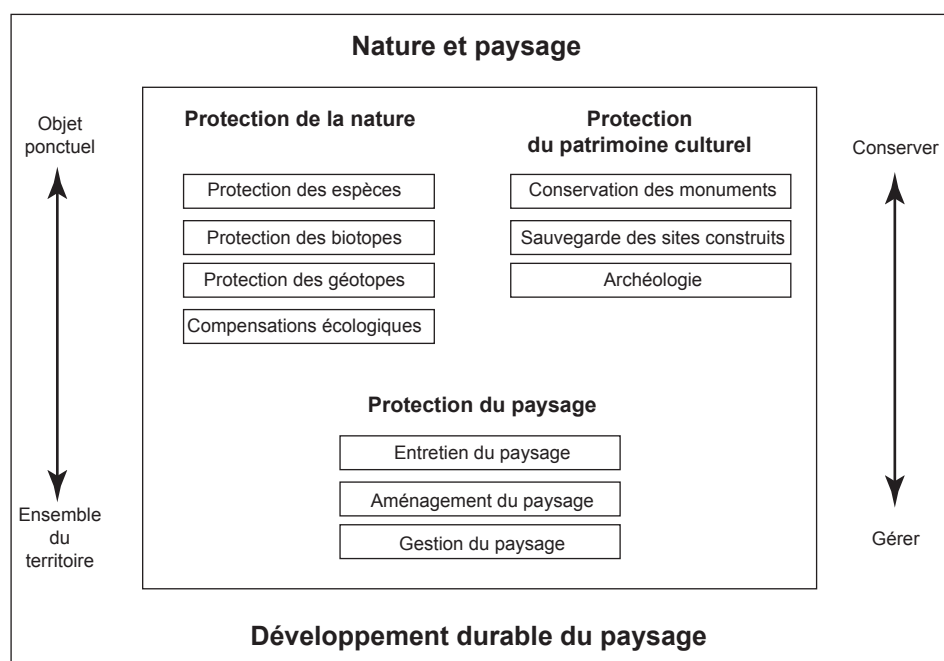 Nature et paysage
Objet
ponctuel
Ensemble
du
territoire
Protection de la nature
Protection des espèces
Protection des biotopes
Protection des géotopes
Compensations écologiques
Protection
du patrimoine culturel
Conservation des monuments
Sauvegarde des sites construits
Archéologie
Protection du paysage
Entretien du paysage
Aménagement du paysage
Gestion du paysage
Conserver
Gérer
Développement durable du paysage